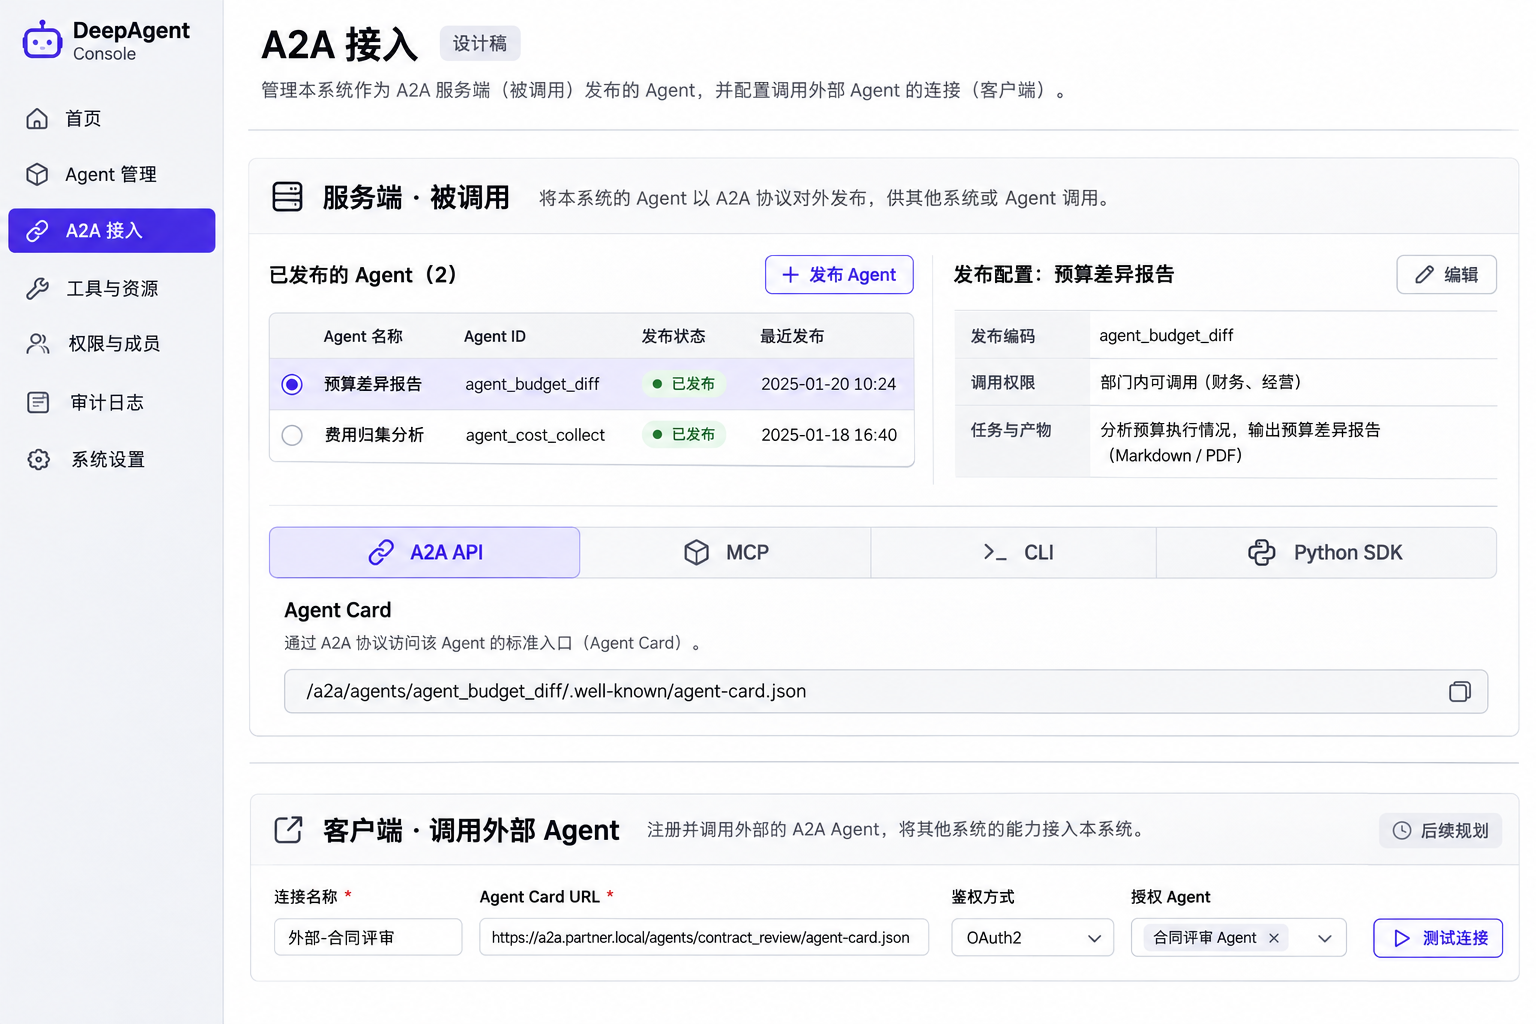 DeepAgent
Console
首页
Agent 管理
A2A 接入
工具与资源
权限与成员
审计日志
系统设置
A2A 接入
设计稿
管理本系统作为 A2A 服务端（被调用）发布的 Agent，并配置调用外部 Agent 的连接（客户端）。
服务端 · 被调用
将本系统的 Agent 以 A2A 协议对外发布，供其他系统或 Agent 调用。
已发布的 Agent（2）
发布 Agent
Agent 名称 Agent ID 发布状态 最近发布
预算差异报告 agent_budget_diff 已发布 2025-01-20 10:24
费用归集分析 agent_cost_collect 已发布 2025-01-18 16:40
发布配置：预算差异报告
编辑
发布编码 agent_budget_diff
调用权限 部门内可调用（财务、经营）
任务与产物 分析预算执行情况，输出预算差异报告
（Markdown / PDF）
A2A API
MCP
CLI
Python SDK
Agent Card
通过 A2A 协议访问该 Agent 的标准入口（Agent Card）。
/a2a/agents/agent_budget_diff/.well-known/agent-card.json
客户端 · 调用外部 Agent
注册并调用外部的 A2A Agent，将其他系统的能力接入本系统。
后续规划
连接名称 * Agent Card URL * 鉴权方式 授权 Agent
外部-合同评审 https://a2a.partner.local/agents/contract_review/agent-card.json OAuth2 合同评审 Agent × 测试连接